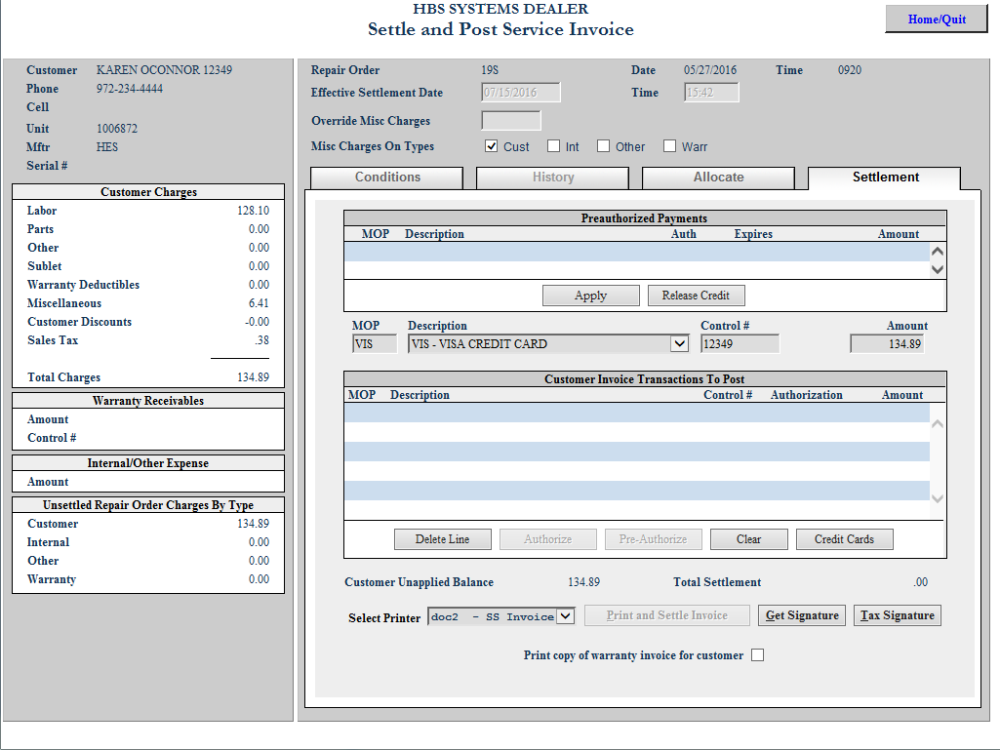 HBS SYSTEMS DEALER
Settle and Post Service Invoice
Home/Quit
Customer KAREN OCONNOR 12349
Phone 972-234-4444
Cell
Unit 1006872
Mftr HES
Serial #
Customer Charges
Labor 128.10
Parts 0.00
Other 0.00
Sublet 0.00
Warranty Deductibles 0.00
Miscellaneous 6.41
Customer Discounts -0.00
Sales Tax .38
Total Charges 134.89
Warranty Receivables
Amount
Control #
Internal/Other Expense
Amount
Unsettled Repair Order Charges By Type
Customer 134.89
Internal 0.00
Other 0.00
Warranty 0.00
Repair Order 19S Date 05/27/2016 Time 0920
Effective Settlement Date 07/15/2016 Time 15:42
Override Misc Charges
Misc Charges On Types Cust Int Other Warr
Conditions History Allocate Settlement
Preauthorized Payments
MOP Description Auth Expires Amount
Apply Release Credit
MOP Description Control # Amount
VIS VIS - VISA CREDIT CARD 12349 134.89
Customer Invoice Transactions To Post
MOP Description Control # Authorization Amount
Delete Line Authorize Pre-Authorize Clear Credit Cards
Customer Unapplied Balance 134.89 Total Settlement .00
Select Printer doc2 - SS Invoice Print and Settle Invoice Get Signature Tax Signature
Print copy of warranty invoice for customer